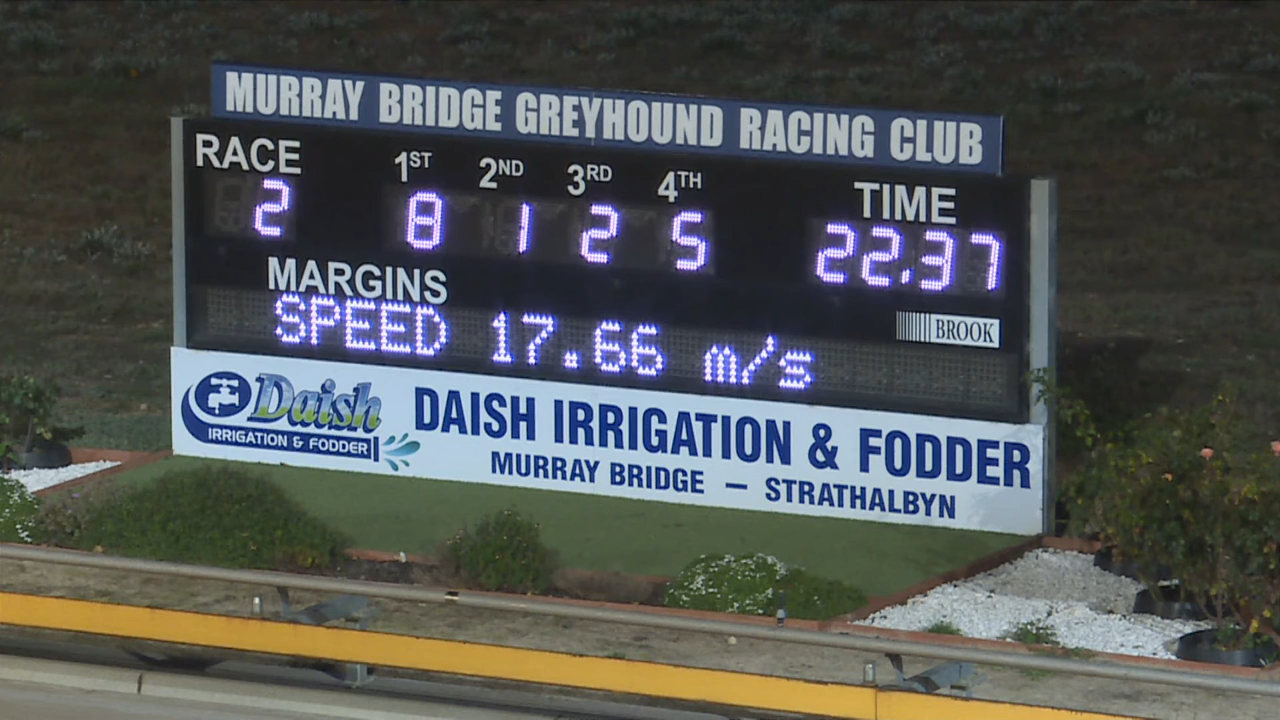 MURRAY BRIDGE GREYHOUND RACING CLUB
RACE 1ST 2ND 3RD 4TH TIME
2 8 1 2 5 22.37
MARGINS
SPEED 17.66 m/s
BROOK
Daish
IRRIGATION & FODDER
DAISH IRRIGATION & FODDER
MURRAY BRIDGE – STRATHALBYN